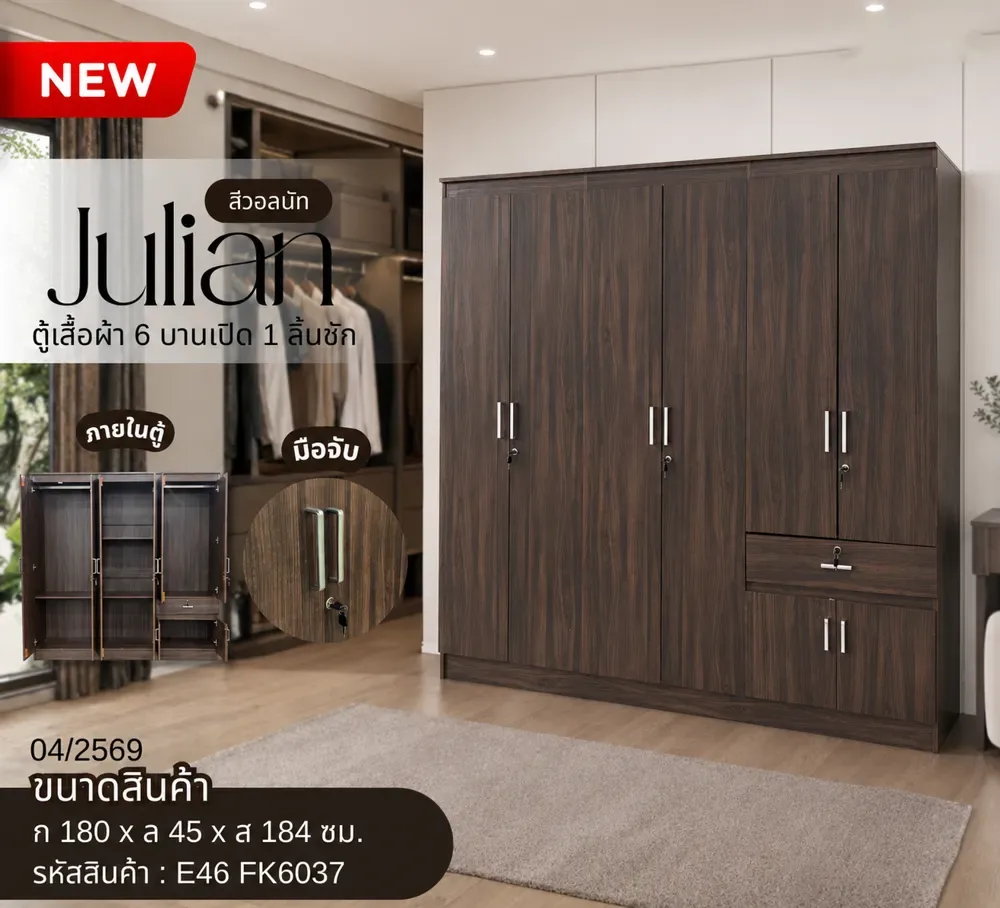 NEW
สีวอลนัท
Julian
ตู้เสื้อผ้า 6 บานเปิด 1 ลิ้นชัก
ภายในตู้
มือจับ
04/2569
ขนาดสินค้า
ก 180 x ล 45 x ส 184 ซม.
รหัสสินค้า : E46 FK6037